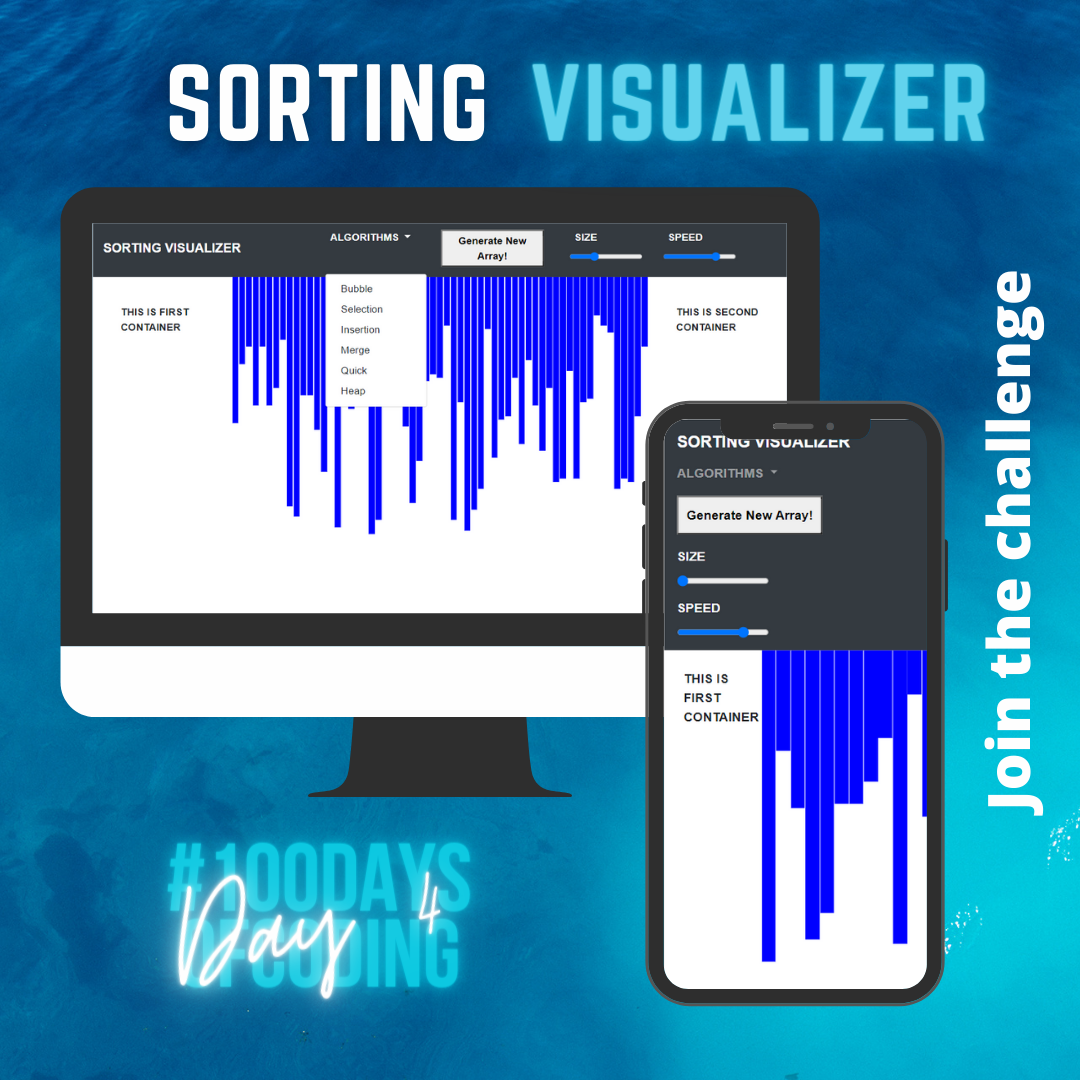 SORTING VISUALIZER
SORTING VISUALIZER
ALGORITHMS
Generate New
Array!
SIZE
SPEED
Bubble
Selection
Insertion
Merge
Quick
Heap
THIS IS FIRST
CONTAINER
THIS IS SECOND
CONTAINER
SORTING VISUALIZER
ALGORITHMS
Generate New Array!
SIZE
SPEED
THIS IS
FIRST
CONTAINER
Join the challenge
#100DAYS
OFCODING
Day 4